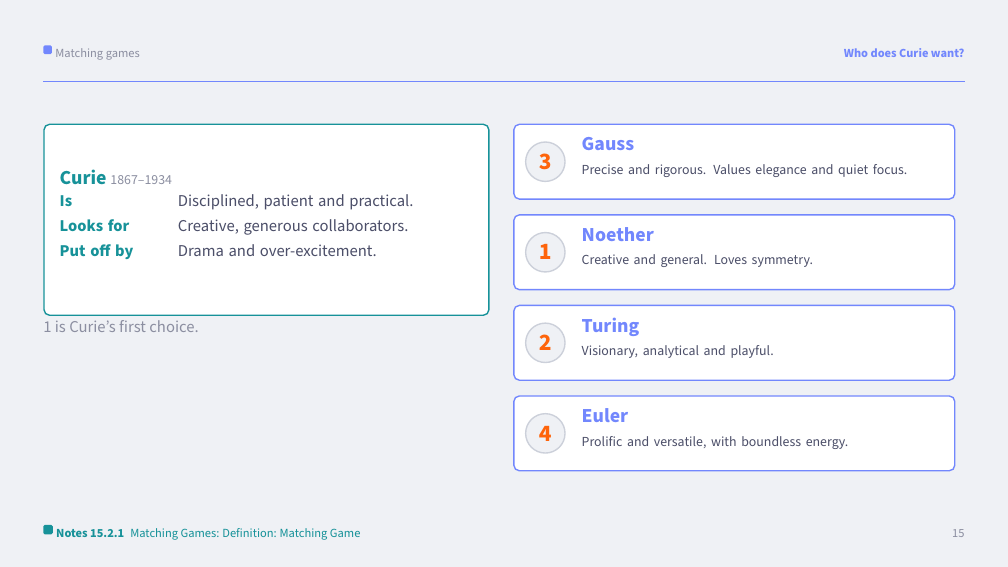 Matching games
Who does Curie want?
Curie 1867–1934
Is Disciplined, patient and practical.
Looks for Creative, generous collaborators.
Put off by Drama and over-excitement.
1 is Curie’s first choice.
3
Gauss
Precise and rigorous. Values elegance and quiet focus.
1
Noether
Creative and general. Loves symmetry.
2
Turing
Visionary, analytical and playful.
4
Euler
Prolific and versatile, with boundless energy.
Notes 15.2.1 Matching Games: Definition: Matching Game
15